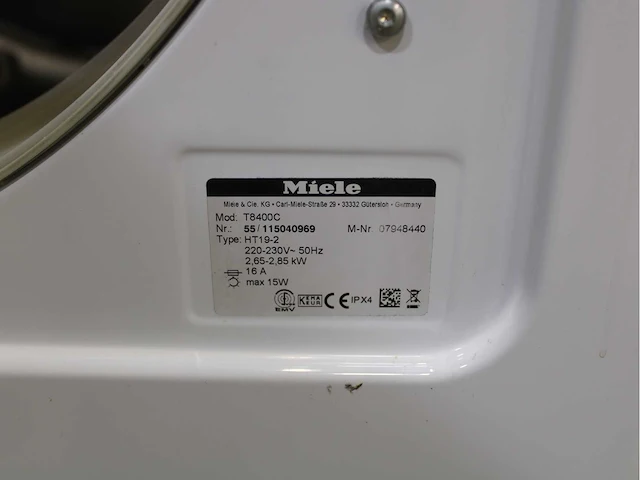 Miele
Miele & Cie. KG • Carl-Miele-Straße 29 • 33332 Gütersloh • Germany
Mod: T8400C
Nr.: 55 / 115040969 M-Nr. 07948440
Type: HT19-2
220-230V~ 50Hz
2,65-2,85 kW
16 A
max 15W
EMV KEMA KEUR CE IPX4